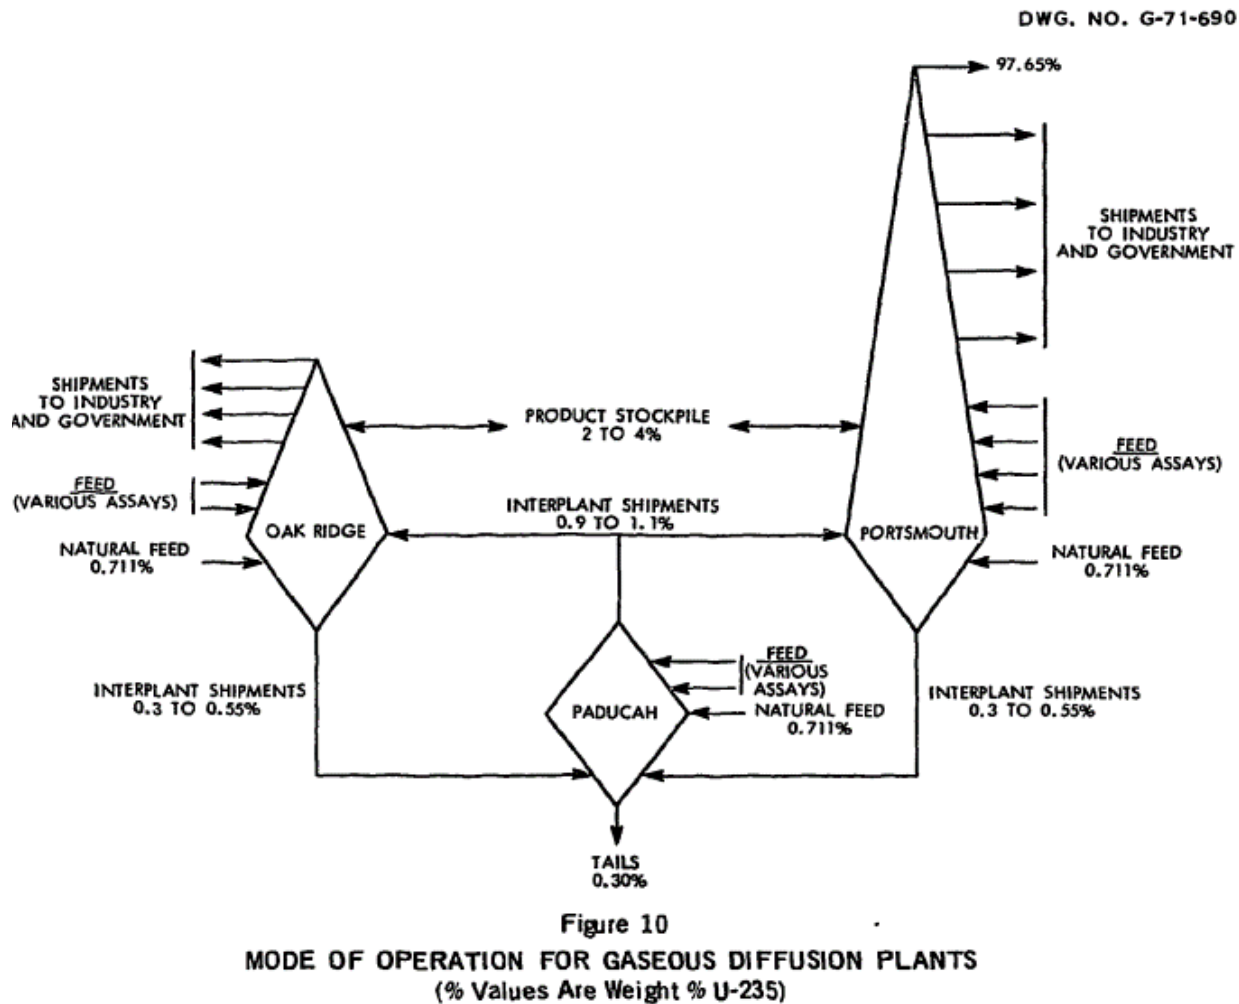 DWG. NO. G-71-690
97.65%
SHIPMENTS
TO INDUSTRY
AND GOVERNMENT
SHIPMENTS
TO INDUSTRY
AND GOVERNMENT
PRODUCT STOCKPILE
2 TO 4%
FEED
(VARIOUS ASSAYS)
FEED
(VARIOUS ASSAYS)
INTERPLANT SHIPMENTS
0.9 TO 1.1%
OAK RIDGE
PORTSMOUTH
NATURAL FEED
0.711%
NATURAL FEED
0.711%
FEED
(VARIOUS
ASSAYS)
INTERPLANT SHIPMENTS
0.3 TO 0.55%
PADUCAH
NATURAL FEED
0.711%
INTERPLANT SHIPMENTS
0.3 TO 0.55%
TAILS
0.30%
Figure 10
MODE OF OPERATION FOR GASEOUS DIFFUSION PLANTS
(% Values Are Weight % U-235)